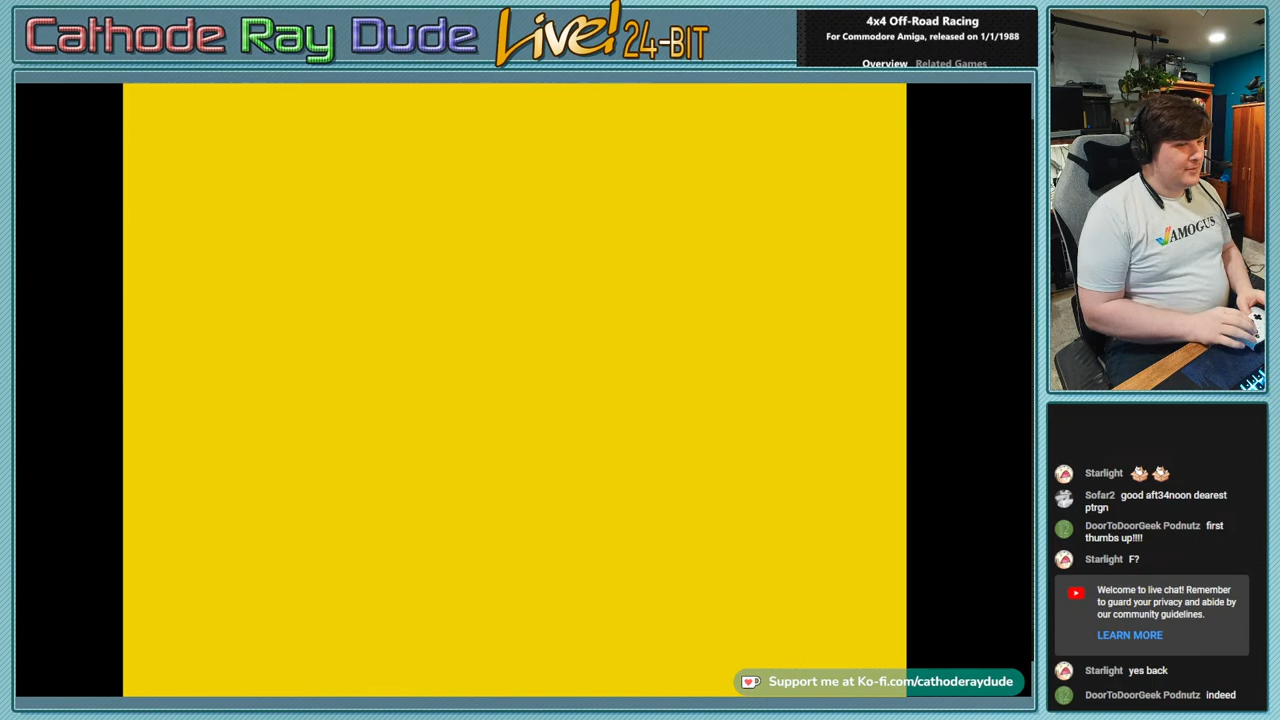 Cathode Ray Dude Live! 24-BIT
4x4 Off-Road Racing
For Commodore Amiga, released on 1/1/1988
Overview Related Games
AMOGUS
Starlight
Sofar2 good aft34noon dearest
ptrgn
DoorToDoorGeek Podnutz first
thumbs up!!!!
Starlight F?
Welcome to live chat! Remember
to guard your privacy and abide by
our community guidelines.
LEARN MORE
Starlight yes back
DoorToDoorGeek Podnutz indeed
Support me at Ko-fi.com/cathoderaydude